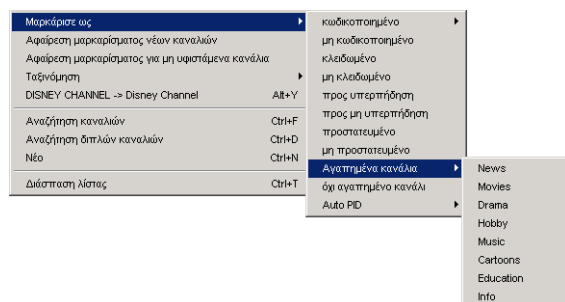 Μαρκάρισε ως
Αφαίρεση μαρκαρίσματος νέων καναλιών
Αφαίρεση μαρκαρίσματος για μη υφιστάμενα κανάλια
Ταξινόμηση
DISNEY CHANNEL -> Disney Channel Alt+Y
Αναζήτηση καναλιών Ctrl+F
Αναζήτηση διπλών καναλιών Ctrl+D
Νέο Ctrl+N
Διάσπαση λίστας Ctrl+T
κωδικοποιημένο
μη κωδικοποιημένο
κλειδωμένο
μη κλειδωμένο
προς υπερπήδηση
προς μη υπερπήδηση
προστατευμένο
μη προστατευμένο
Αγαπημένα κανάλια
όχι αγαπημένο κανάλι
Auto PID
News
Movies
Drama
Hobby
Music
Cartoons
Education
Info